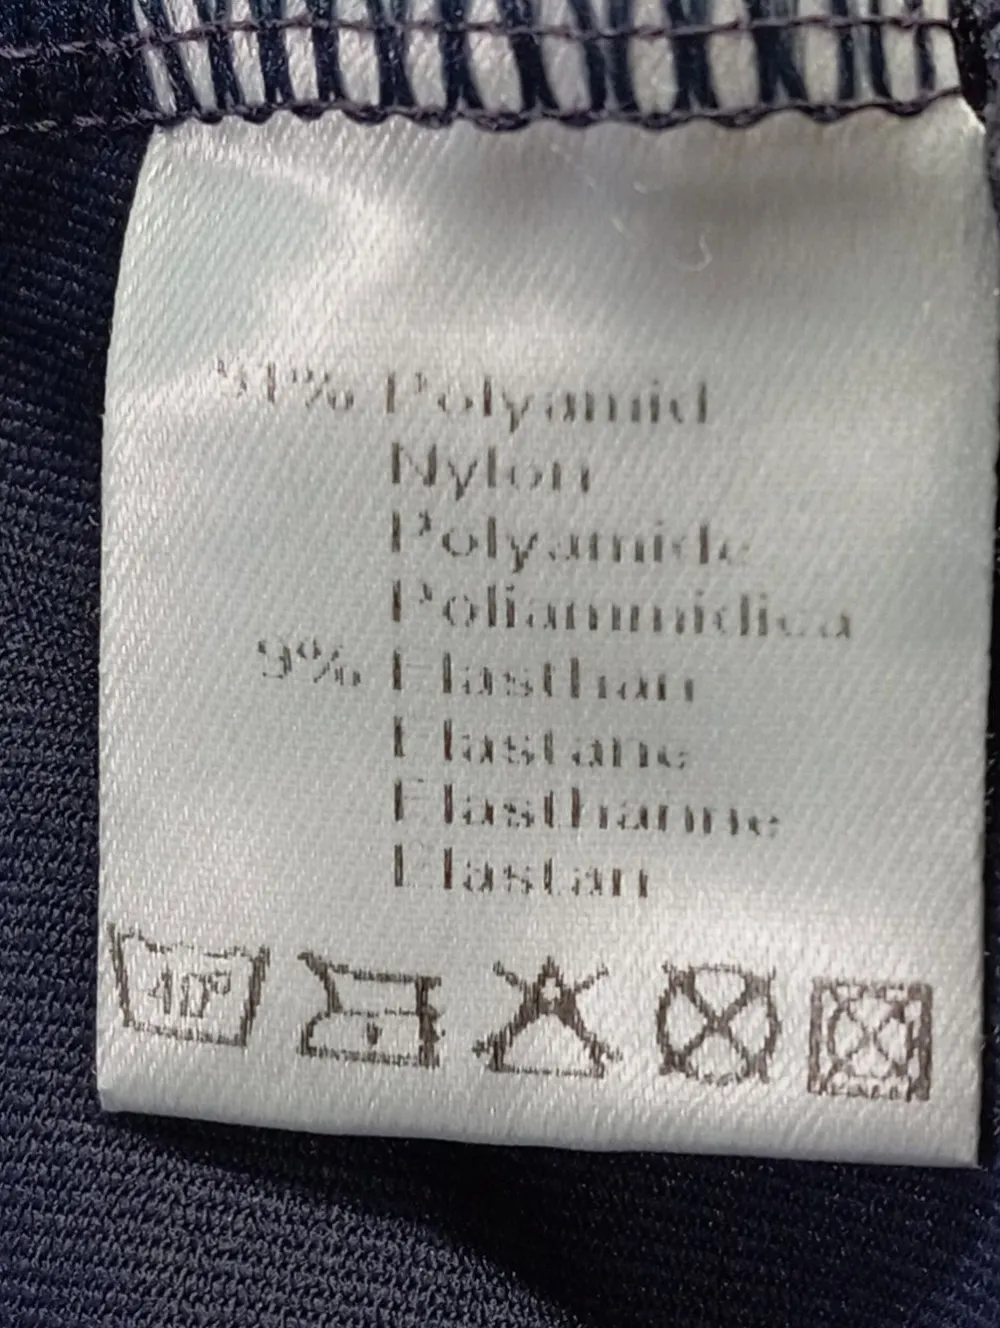 91% Polyamid
Nylon
Polyamide
Poliammidica
9% Elasthan
Elastane
Elasthanne
Elastan
40°